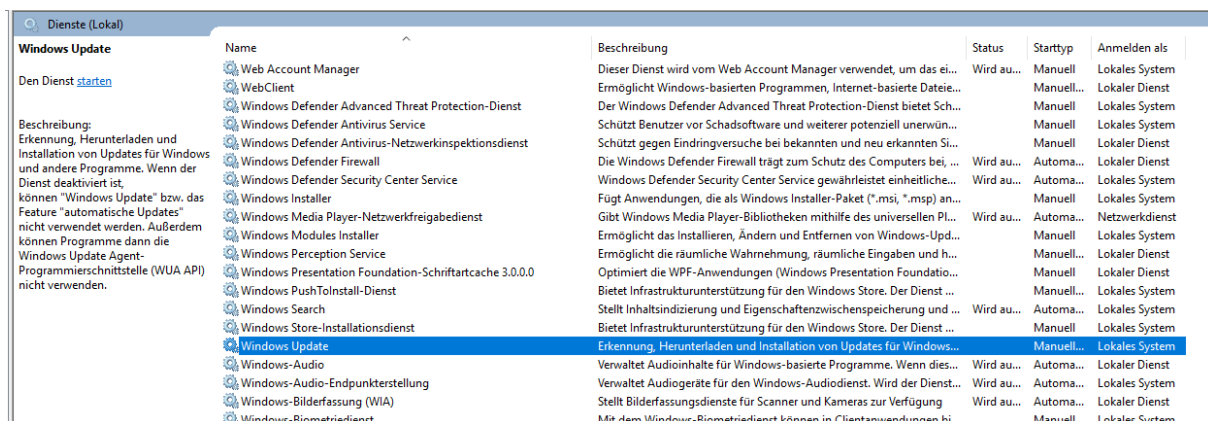 Dienste (Lokal)
Windows Update
Den Dienst starten
Beschreibung:
Erkennung, Herunterladen und
Installation von Updates für Windows
und andere Programme. Wenn der
Dienst deaktiviert ist,
können "Windows Update" bzw. das
Feature "automatische Updates"
nicht verwendet werden. Außerdem
können Programme dann die
Windows Update Agent-
Programmierschnittstelle (WUA API)
nicht verwenden.
Name Beschreibung Status Starttyp Anmelden als
Web Account Manager Dieser Dienst wird vom Web Account Manager verwendet, um das ei... Wird au... Manuell Lokales System
WebClient Ermöglicht Windows-basierten Programmen, Internet-basierte Dateie... Manuell... Lokaler Dienst
Windows Defender Advanced Threat Protection-Dienst Der Windows Defender Advanced Threat Protection-Dienst bietet Sch... Manuell Lokales System
Windows Defender Antivirus Service Schützt Benutzer vor Schadsoftware und weiterer potenziell unerwün... Manuell Lokales System
Windows Defender Antivirus-Netzwerkinspektionsdienst Schützt gegen Eindringversuche bei bekannten und neu erkannten Si... Manuell Lokaler Dienst
Windows Defender Firewall Die Windows Defender Firewall trägt zum Schutz des Computers bei, ... Wird au... Automa... Lokaler Dienst
Windows Defender Security Center Service Windows Defender Security Center Service gewährleistet einheitliche... Wird au... Automa... Lokales System
Windows Installer Fügt Anwendungen, die als Windows Installer-Paket (*.msi, *.msp) an... Manuell Lokales System
Windows Media Player-Netzwerkfreigabedienst Gibt Windows Media Player-Bibliotheken mithilfe des universellen Pl... Wird au... Automa... Netzwerkdienst
Windows Modules Installer Ermöglicht das Installieren, Ändern und Entfernen von Windows-Upd... Manuell Lokales System
Windows Perception Service Ermöglicht die räumliche Wahrnehmung, räumliche Eingaben und h... Manuell... Lokaler Dienst
Windows Presentation Foundation-Schriftartcache 3.0.0.0 Optimiert die WPF-Anwendungen (Windows Presentation Foundatio... Manuell Lokaler Dienst
Windows PushToInstall-Dienst Bietet Infrastrukturunterstützung für den Windows Store. Der Dienst ... Manuell... Lokales System
Windows Search Stellt Inhaltsindizierung und Eigenschaftenzwischenspeicherung und ... Wird au... Automa... Lokales System
Windows Store-Installationsdienst Bietet Infrastrukturunterstützung für den Windows Store. Der Dienst ... Manuell Lokales System
Windows Update Erkennung, Herunterladen und Installation von Updates für Windows... Manuell... Lokales System
Windows-Audio Verwaltet Audioinhalte für Windows-basierte Programme. Wenn dies... Wird au... Automa... Lokaler Dienst
Windows-Audio-Endpunkterstellung Verwaltet Audiogeräte für den Windows-Audiodienst. Wird der Dienst... Wird au... Automa... Lokales System
Windows-Bilderfassung (WIA) Stellt Bilderfassungsdienste für Scanner und Kameras zur Verfügung Wird au... Automa... Lokaler Dienst
Windows-Biometriedienst Mit dem Windows-Biometriedienst können in Clientanwendungen bi... Manuell Lokales System